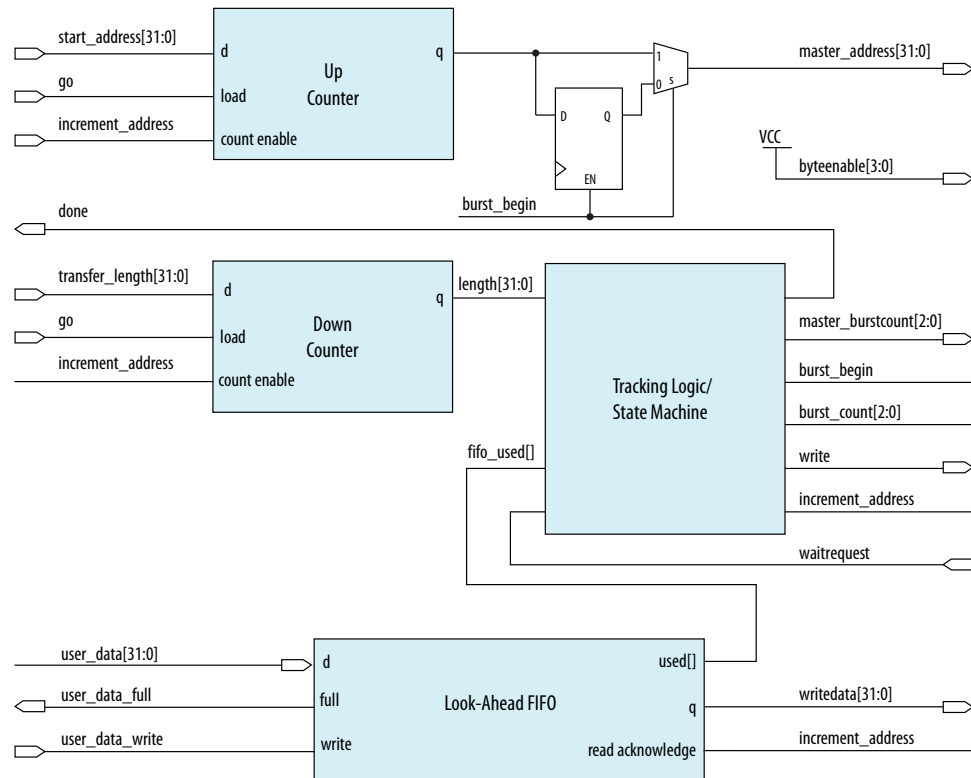 start_address[31:0]
go
increment_address
d
load
count enable
q
Up
Counter
1
0
s
D
Q
EN
burst_begin
master_address[31:0]
VCC
byteenable[3:0]
done
transfer_length[31:0]
go
increment_address
d
load
count enable
q
Down
Counter
length[31:0]
Tracking Logic/
State Machine
fifo_used[]
master_burstcount[2:0]
burst_begin
burst_count[2:0]
write
increment_address
waitrequest
user_data[31:0]
user_data_full
user_data_write
d
full
write
Look-Ahead FIFO
used[]
q
read acknowledge
writedata[31:0]
increment_address